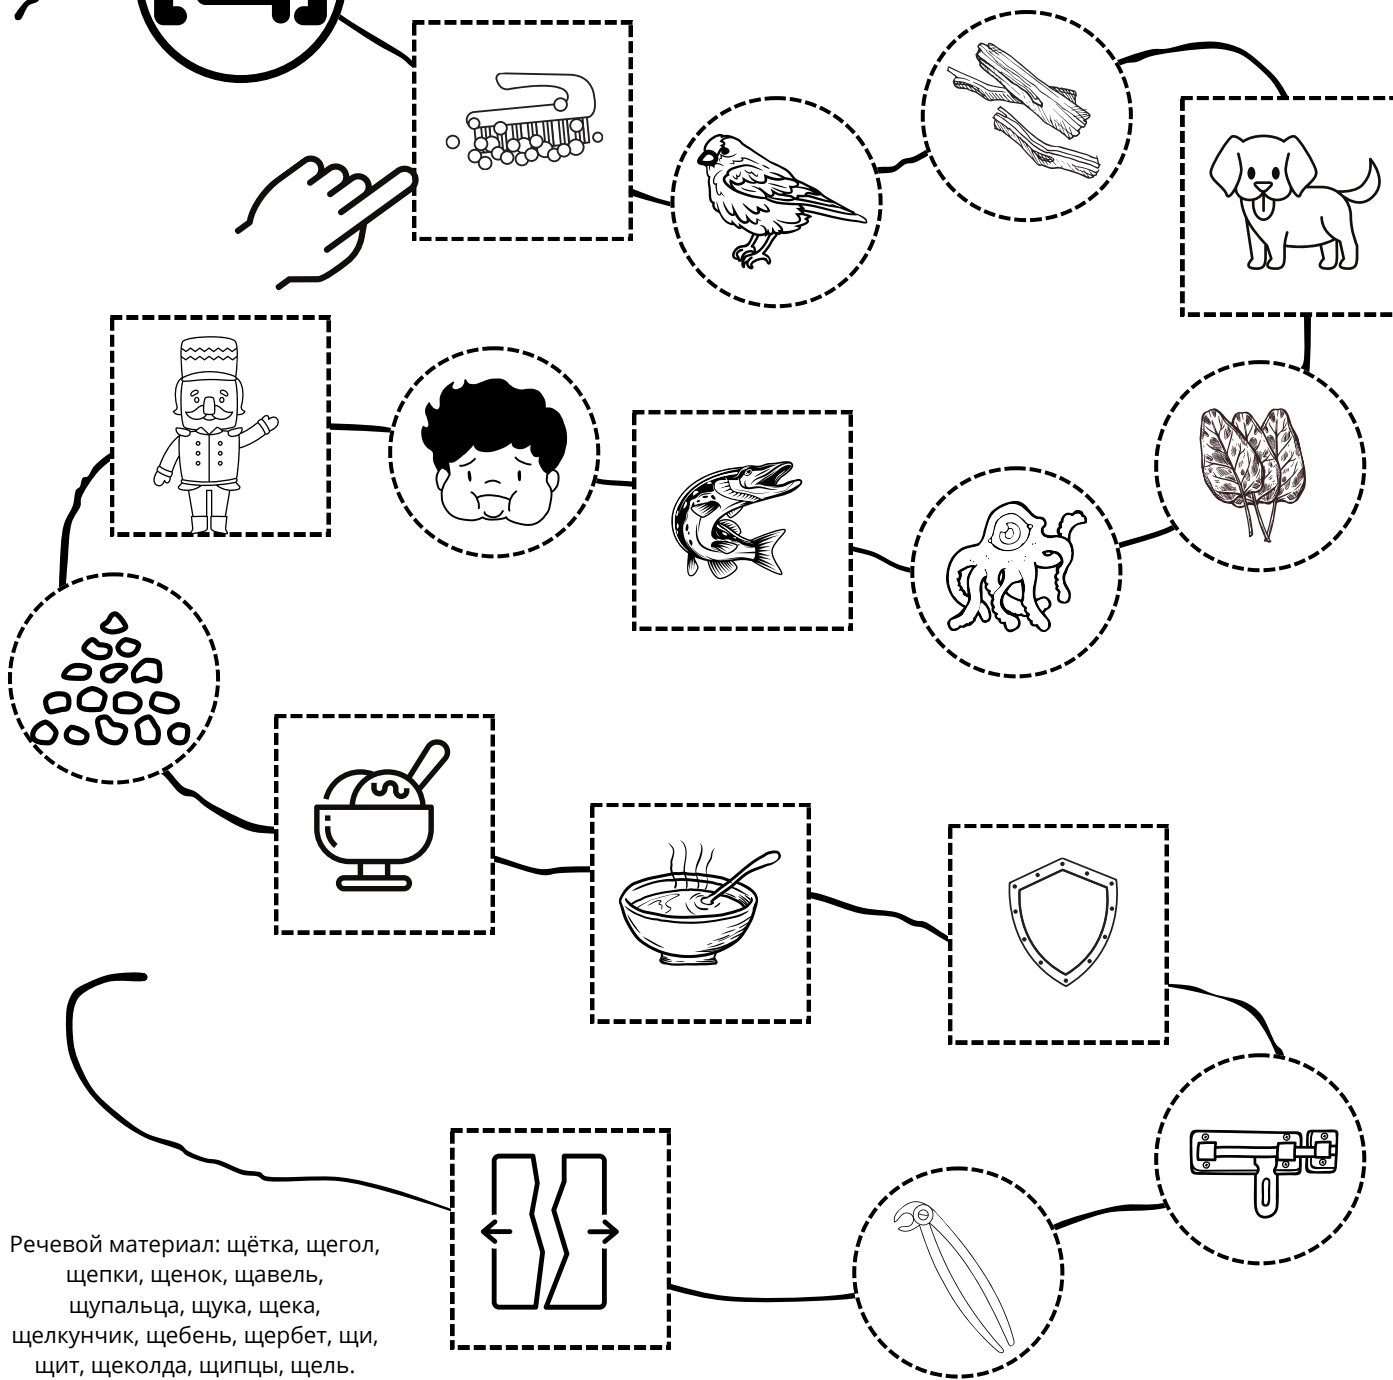 Речевой материал: щётка, щегол,
щепки, щенок, щавель,
щупальца, щука, щека,
щелкунчик, щебень, щербет, щи,
щит, щеколда, щипцы, щель.